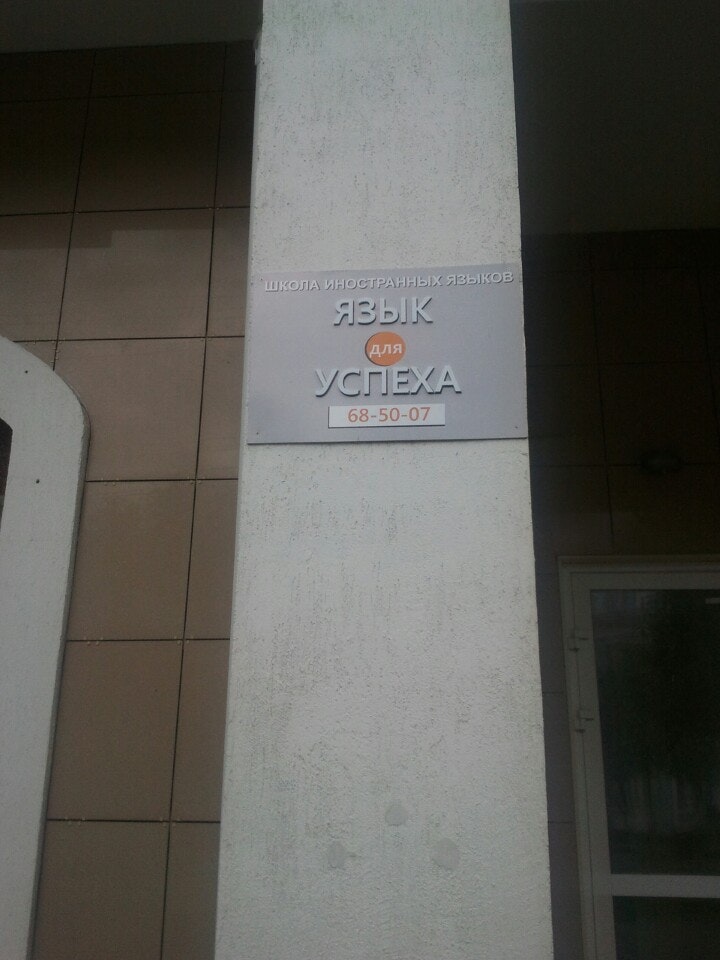 ШКОЛА ИНОСТРАННЫХ ЯЗЫКОВ
ЯЗЫК
для
УСПЕХА
68-50-07